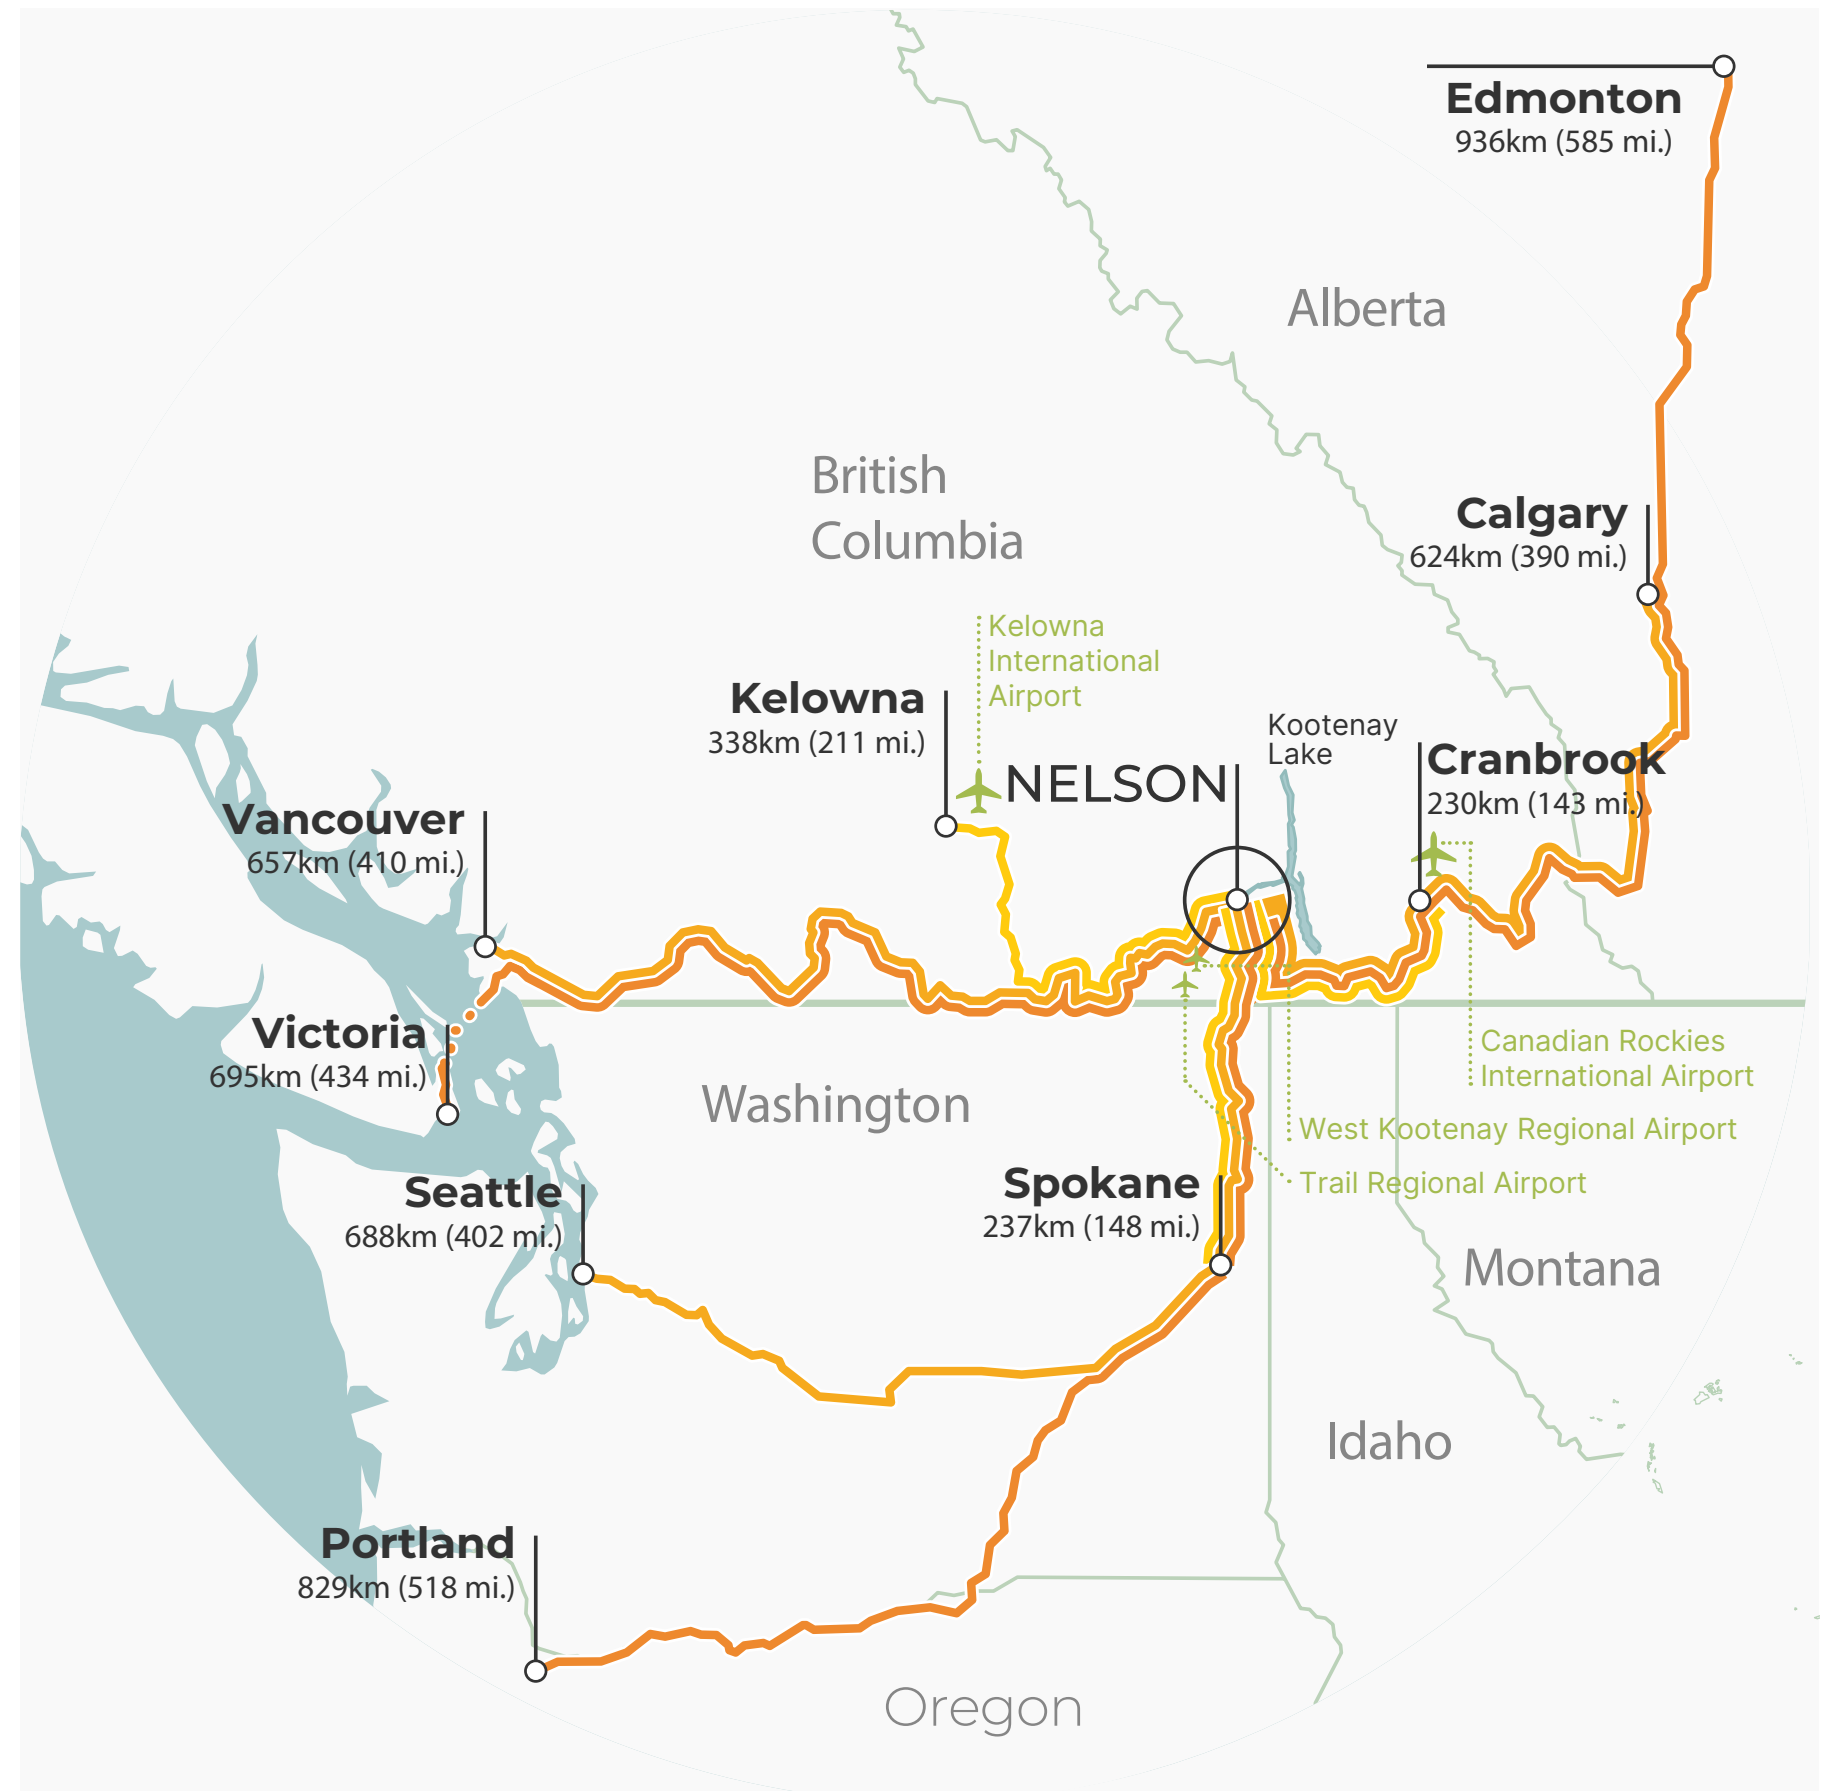 Edmonton
936km (585 mi.)
Alberta
British
Columbia
Calgary
624km (390 mi.)
Kelowna
International
Airport
Kelowna
338km (211 mi.)
Kootenay
Lake
NELSON
Cranbrook
230km (143 mi.)
Vancouver
657km (410 mi.)
Victoria
695km (434 mi.)
Canadian Rockies
International Airport
Washington
West Kootenay Regional Airport
Trail Regional Airport
Seattle
688km (402 mi.)
Spokane
237km (148 mi.)
Montana
Idaho
Portland
829km (518 mi.)
Oregon